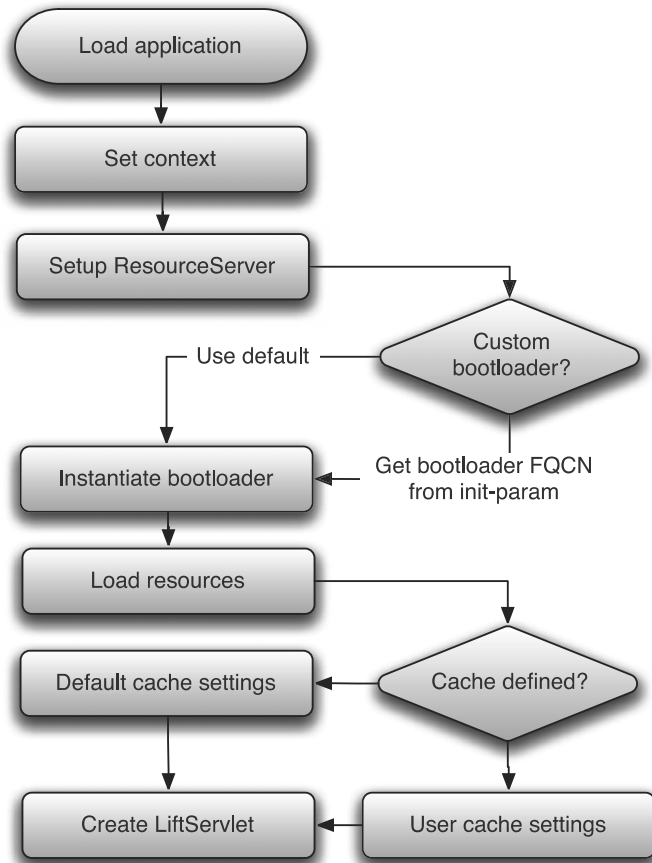 Load application
Set context
Setup ResourceServer
Custom
bootloader?
Use default
Get bootloader FQCN
from init-param
Instantiate bootloader
Load resources
Default cache settings
Cache defined?
Create LiftServlet
User cache settings